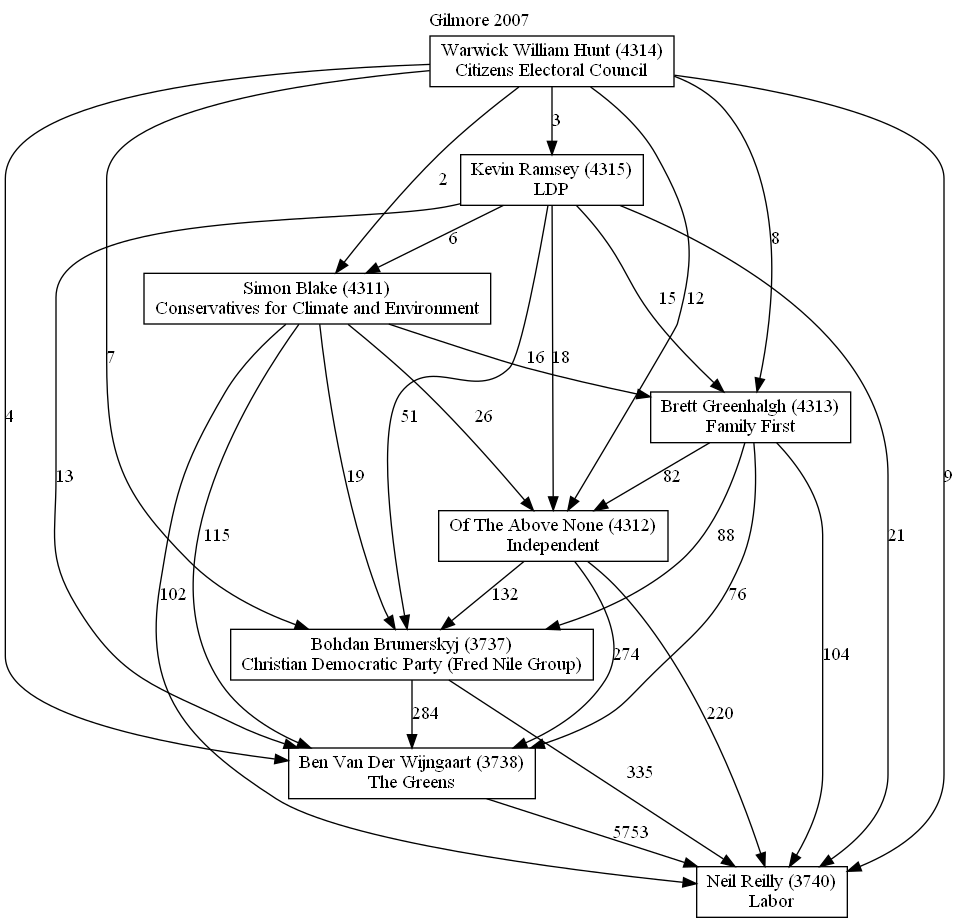 Gilmore 2007
Warwick William Hunt (4314)
Citizens Electoral Council
3
Kevin Ramsey (4315)
LDP
2
6
8
Simon Blake (4311)
Conservatives for Climate and Environment
15
12
7
16
18
Brett Greenhalgh (4313)
Family First
4
51
26
13
19
82
9
Of The Above None (4312)
Independent
115
88
21
102
132
76
Bohdan Brumerskyj (3737)
Christian Democratic Party (Fred Nile Group)
274
104
284
220
Ben Van Der Wijngaart (3738)
The Greens
335
5753
Neil Reilly (3740)
Labor